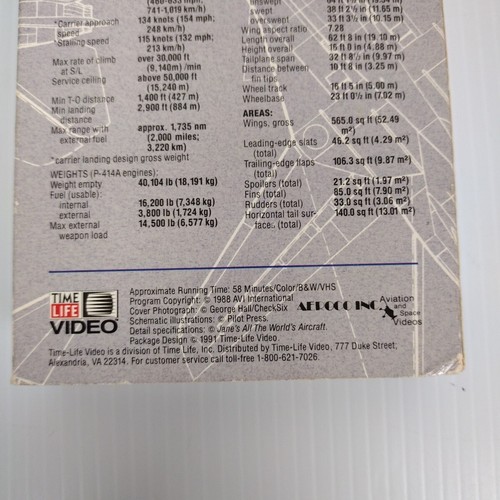 741-1,019 km/h)
*Carrier approach speed
134 knots (154 mph; 248 km/h)
*Stalling speed
115 knots (132 mph; 213 km/h)
Max rate of climb at S/L
over 30,000 ft (9,140m) /min
Service ceiling
above 50,000 ft (15,240 m)
Min T-O distance
1,400 ft (427 m)
Min landing distance
2,900 ft (884 m)
Max range with external fuel
approx. 1,735 nm (2,000 miles; 3,220 km)
*carrier landing design gross weight
WEIGHTS (P-414A engines):
Weight empty
40,104 lb (18,191 kg)
Fuel (usable):
internal
16,200 lb (7,348 kg)
external
3,800 lb (1,724 kg)
Max external weapon load
14,500 lb (6,577 kg)
unswept
swept
38 ft 2½ in (11.65 m)
overswept
33 ft 3½ in (10.15 m)
Wing aspect ratio
7.28
Length overall
62 ft 8 in (19.10 m)
Height overall
16 ft 0 in (4.88 m)
Tailplane span
32 ft 8½ in (9.97 m)
Distance between fin tips
10 ft 8 in (3.25 m)
Wheel track
16 ft 5 in (5.00 m)
Wheelbase
23 ft 0½ in (7.02 m)
AREAS:
Wings, gross
565.0 sq ft (52.49 m²)
Leading-edge slats (total)
46.2 sq ft (4.29 m²)
Trailing-edge flaps (total)
106.3 sq ft (9.87 m²)
Spoilers (total)
21.2 sq ft (1.97 m²)
Fins (total)
85.0 sq ft (7.90 m²)
Rudders (total)
33.0 sq ft (3.06 m²)
Horizontal tail surfaces (total)
140.0 sq ft (13.01 m²)
TIME
LIFE
VIDEO
Approximate Running Time: 58 Minutes/Color/B&W/VHS
Program Copyright: © 1988 AVI International
Cover Photograph: © George Hall/CheckSix
Schematic illustrations: © Pilot Press.
Detail specifications: © Jane's All The World's Aircraft.
Package Design © 1991 Time-Life Video.
AEROCO INC.
Aviation and Space Videos
Time-Life Video is a division of Time Life, Inc. Distributed by Time-Life Video, 777 Duke Street;
Alexandria, VA 22314. For customer service call toll-free 1-800-621-7026.